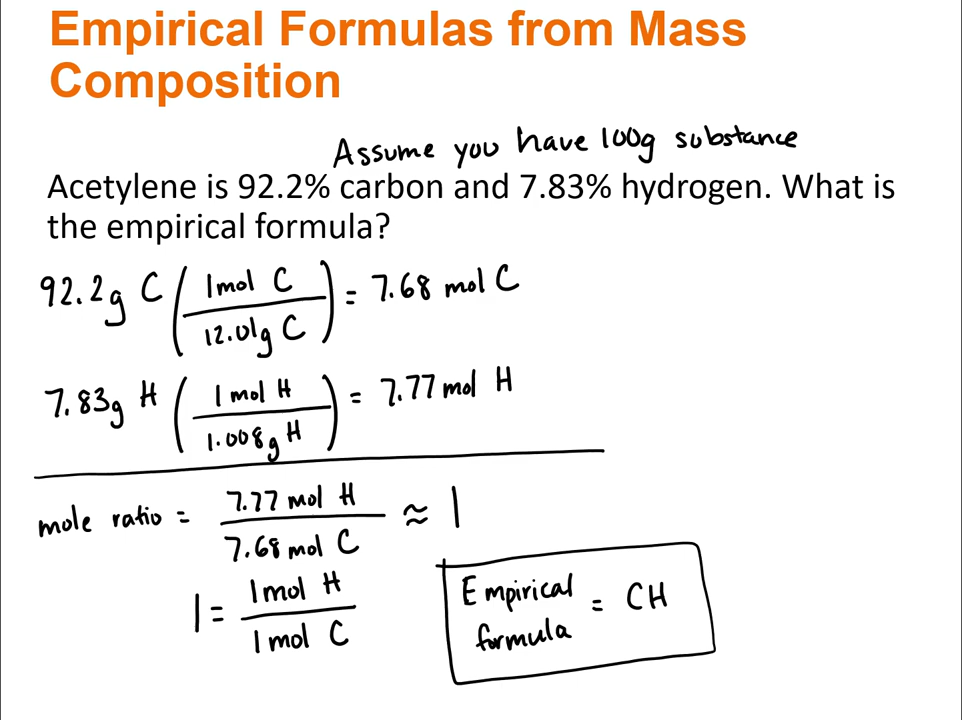 Empirical Formulas from Mass
Composition
Assume you have 100g substance
Acetylene is 92.2% carbon and 7.83% hydrogen. What is
the empirical formula?
92.2g C (1mol C / 12.01g C) = 7.68 mol C
7.83g H (1 mol H / 1.008g H) = 7.77 mol H
mole ratio = 7.77 mol H / 7.68 mol C ≈ 1
1 = 1mol H / 1mol C
Empirical formula = CH